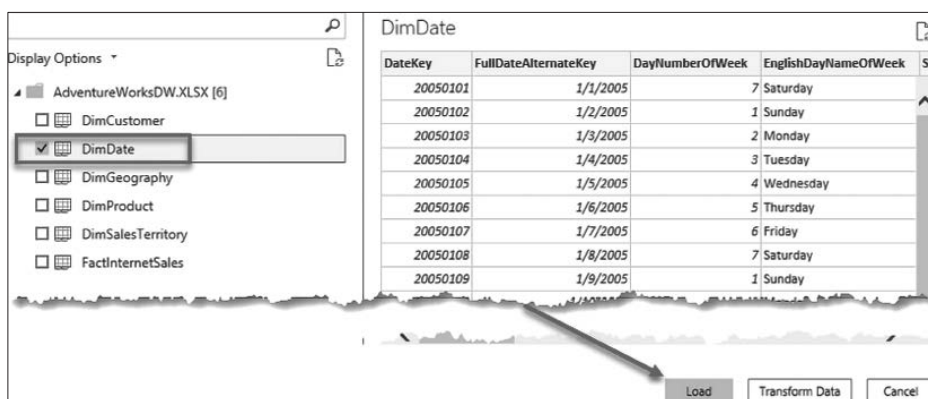 Display Options
AdventureWorksDW.XLSX [6]
DimCustomer
DimDate
DimGeography
DimProduct
DimSalesTerritory
FactInternetSales
DimDate
DateKey FullDateAlternateKey DayNumberOfWeek EnglishDayNameOfWeek S
20050101 1/1/2005 7 Saturday
20050102 1/2/2005 1 Sunday
20050103 1/3/2005 2 Monday
20050104 1/4/2005 3 Tuesday
20050105 1/5/2005 4 Wednesday
20050106 1/6/2005 5 Thursday
20050107 1/7/2005 6 Friday
20050108 1/8/2005 7 Saturday
20050109 1/9/2005 1 Sunday
Load Transform Data Cancel